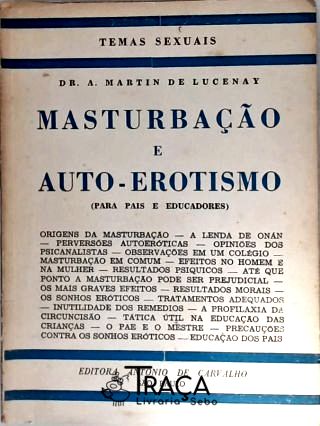 TEMAS SEXUAIS
DR. A. MARTIN DE LUCENAY
MASTURBAÇÃO
E
AUTO-EROTISMO
(PARA PAIS E EDUCADORES)
ORIGENS DA MASTURBAÇÃO — A LENDA DE ONÁN
— PERVERSÕES AUTOERÓTICAS — OPINIÕES DOS
PSICANALISTAS — OBSERVAÇÕES EM UM COLÉGIO —
MASTURBAÇÃO EM COMUM — EFEITOS NO HOMEM E
NA MULHER — RESULTADOS PSIQUICOS — ATÉ QUE
PONTO A MASTURBAÇÃO PODE SER PREJUDICIAL —
OS MAIS GRAVES EFEITOS — RESULTADOS MORAIS —
OS SONHOS ERÓTICOS — TRATAMENTOS ADEQUADOS
— INUTILIDADE DOS REMEDIOS — A PROFILAXIA DA
CIRCUNCISÃO — TÁTICA ÚTIL NA EDUCAÇÃO DAS
CRIANÇAS — O PAE E O MESTRE — PRECAUÇÕES
CONTRA OS SONHOS ERÓTICOS — EDUCAÇÃO DOS PAIS
EDITORA ANTONIO DE CARVALHO
TRAÇA
Livraria Sebo